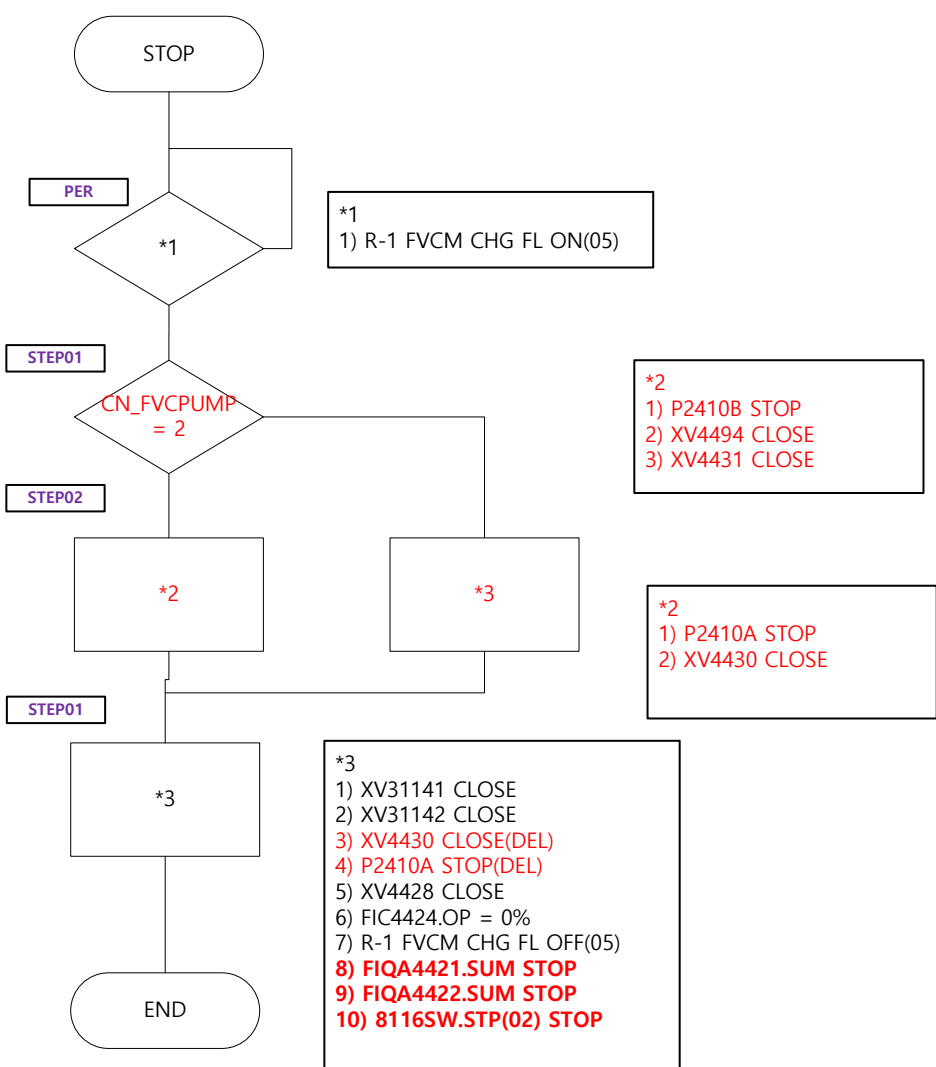 STOP
PER
*1
*1
1) R-1 FVCM CHG FL ON(05)
STEP01
CN_FVCPUMP
= 2
*2
1) P2410B STOP
2) XV4494 CLOSE
3) XV4431 CLOSE
STEP02
*2
*3
*2
1) P2410A STOP
2) XV4430 CLOSE
STEP01
*3
*3
1) XV31141 CLOSE
2) XV31142 CLOSE
3) XV4430 CLOSE(DEL)
4) P2410A STOP(DEL)
5) XV4428 CLOSE
6) FIC4424.OP = 0%
7) R-1 FVCM CHG FL OFF(05)
8) FIQA4421.SUM STOP
9) FIQA4422.SUM STOP
10) 8116SW.STP(02) STOP
END